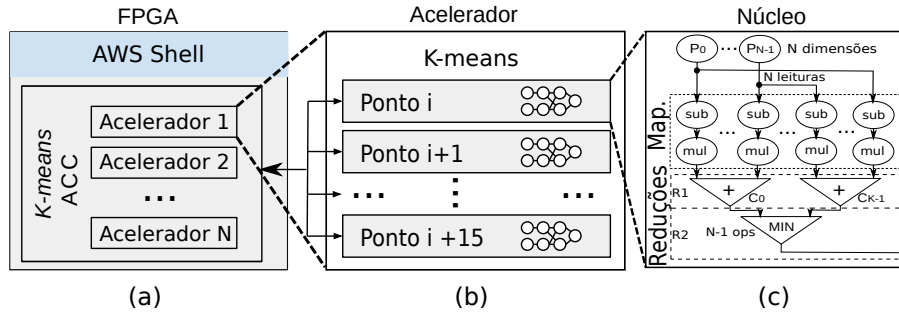 FPGA
AWS Shell
K-means
ACC
Acelerador 1
Acelerador 2
...
Acelerador N
(a)
Acelerador
K-means
Ponto i
Ponto i+1
... ⋮ ...
Ponto i +15
(b)
Núcleo
P0 ... PN-1 N dimensões
N leituras
Map.
sub sub sub sub
... ...
mul mul mul mul
Reduções
R1
+ C0 + CK-1
R2
N-1 ops MIN
(c)